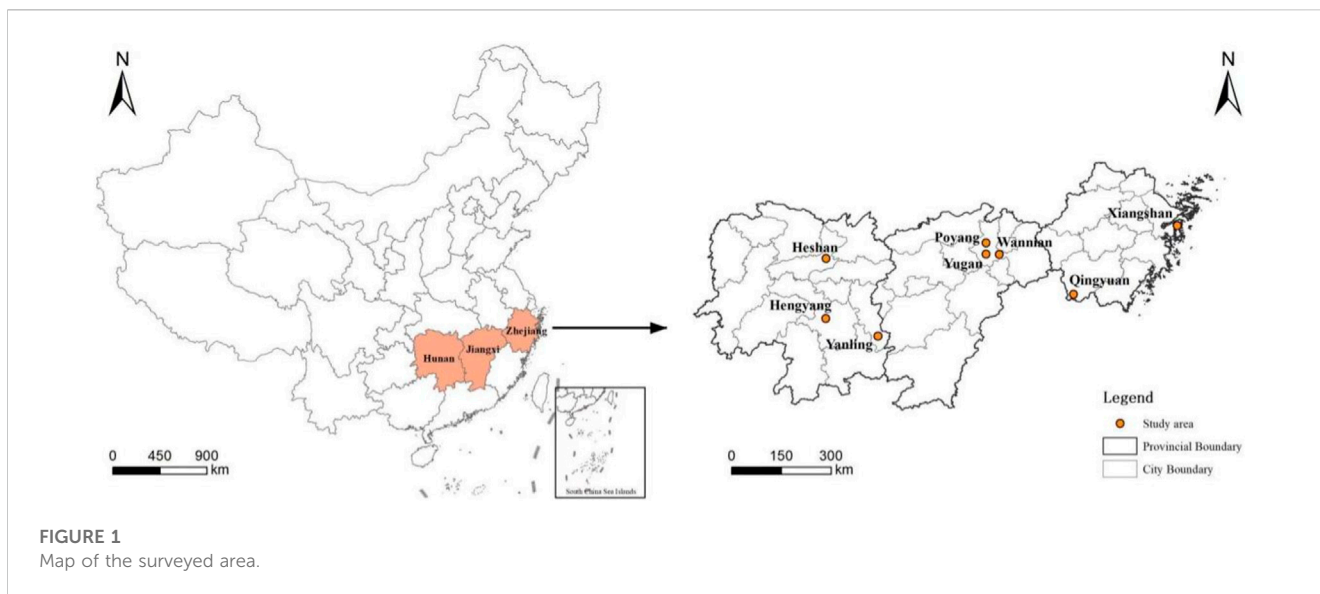 N
Zhejiang
Jiangxi
Hunan
0 450 900
km
South China Sea Islands
N
Xiangshan
Poyang
Wannian
Heshan
Yugan
Qingyuan
Hengyang
Yanling
0 150 300
km
Legend
Study area
Provincial Boundary
City Boundary
FIGURE 1
Map of the surveyed area.